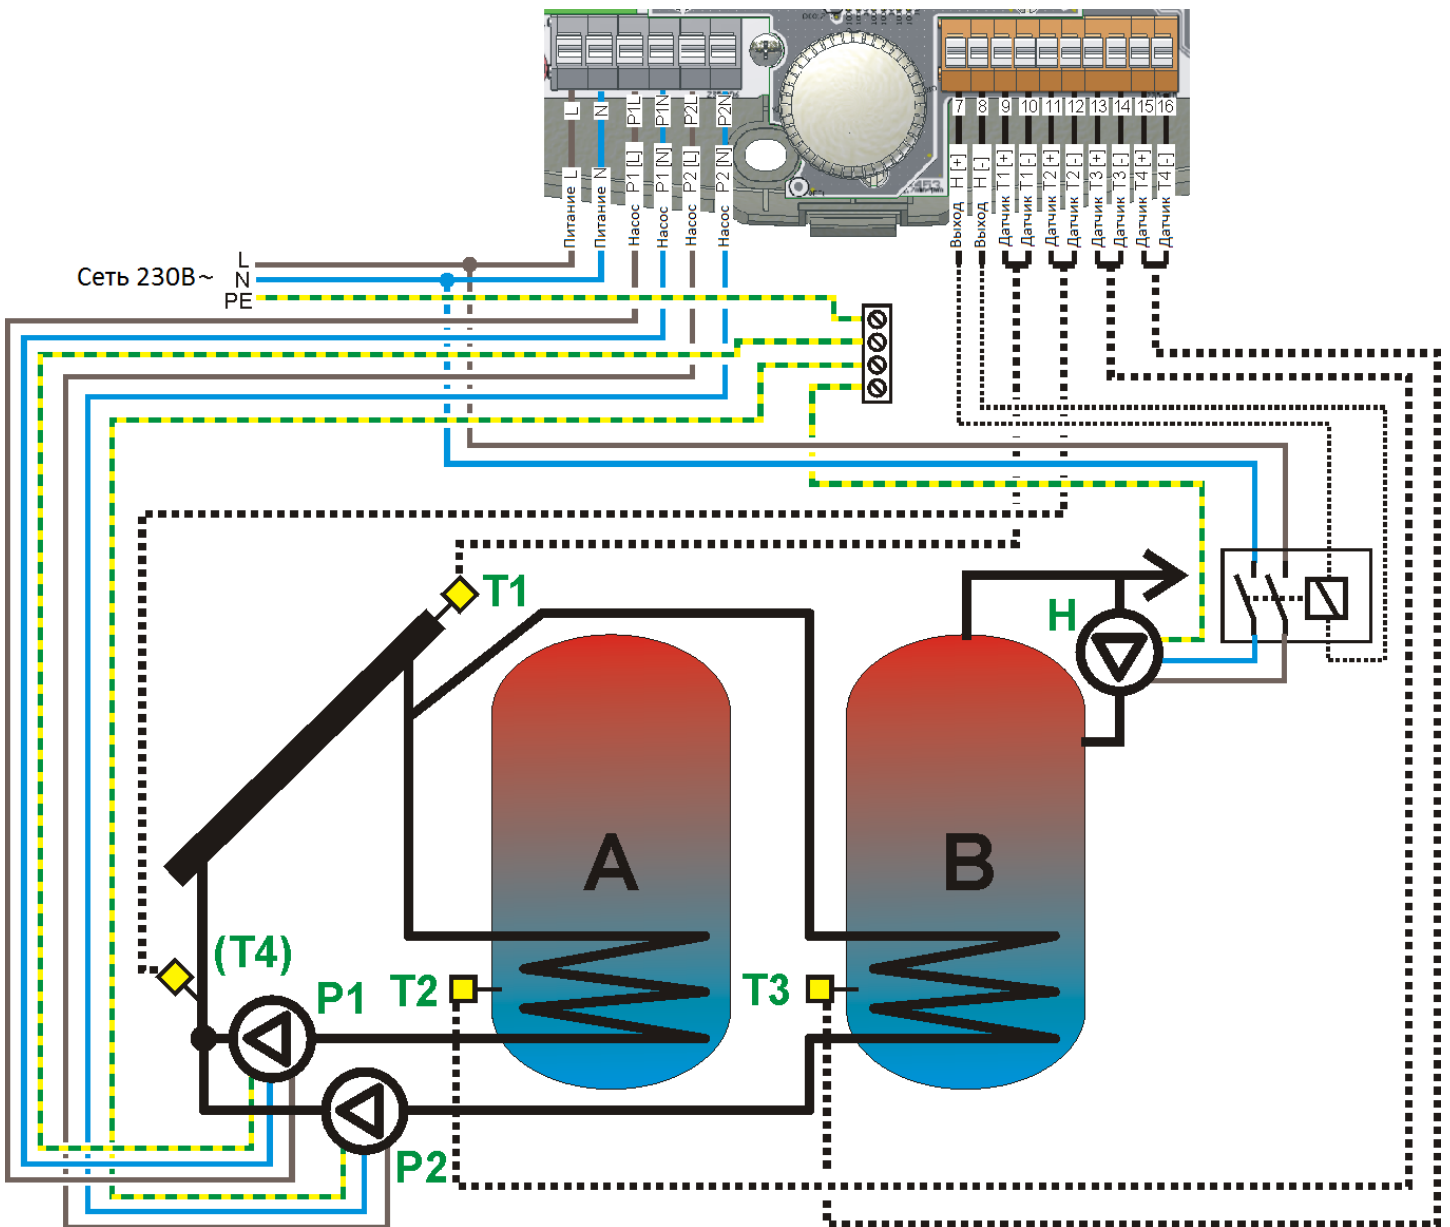 L
N
P1L
P1N
P2L
P2N
7
8
9
10
11
12
13
14
15
16
Питание L
Питание N
Насос P1 [L]
Насос P1 [N]
Насос P2 [L]
Насос P2 [N]
Выход H [+]
Выход H [-]
Датчик T1 [+]
Датчик T1 [-]
Датчик T2 [+]
Датчик T2 [-]
Датчик T3 [+]
Датчик T3 [-]
Датчик T4 [+]
Датчик T4 [-]
Сеть 230В~
L
N
PE
T1
H
A
B
(T4)
P1
T2
T3
P2